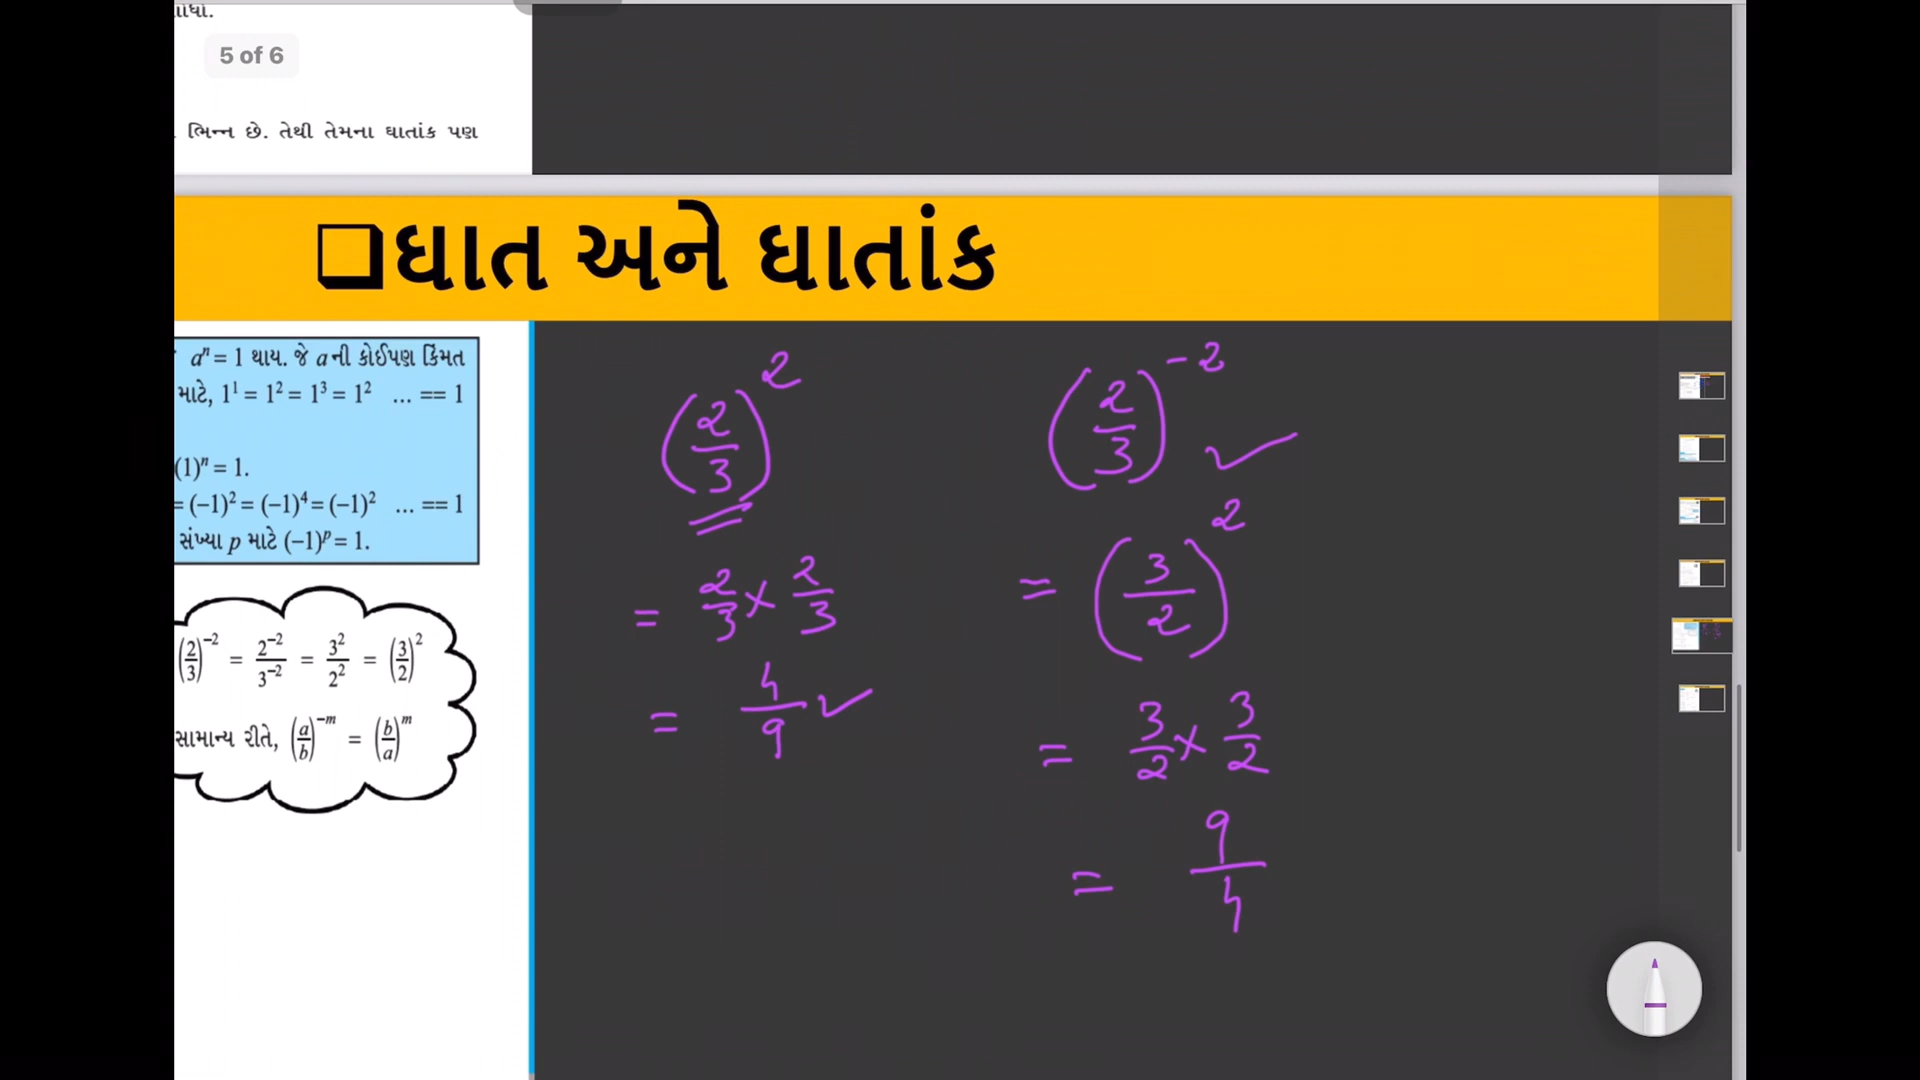 5 of 6
ભિન્ન છે. તેથી તેમના ઘાતાંક પણ
❑ઘાત અને ઘાતાંક
aⁿ = 1 થાય. જે a ની કોઈપણ કિંમત
માટે, 1¹ = 1² = 1³ = 1² ... == 1
(1)ⁿ = 1.
= (–1)² = (–1)⁴ = (–1)² ... == 1
સંખ્યા p માટે (–1)ᵖ = 1.
(2/3)⁻² = 2⁻²/3⁻² = 3²/2² = (3/2)²
સામાન્ય રીતે, (a/b)⁻ᵐ = (b/a)ᵐ
(2/3)²
= 2/3 × 2/3
= 4/9 ✓
(2/3)⁻² ✓
= (3/2)²
= 3/2 × 3/2
= 9/4